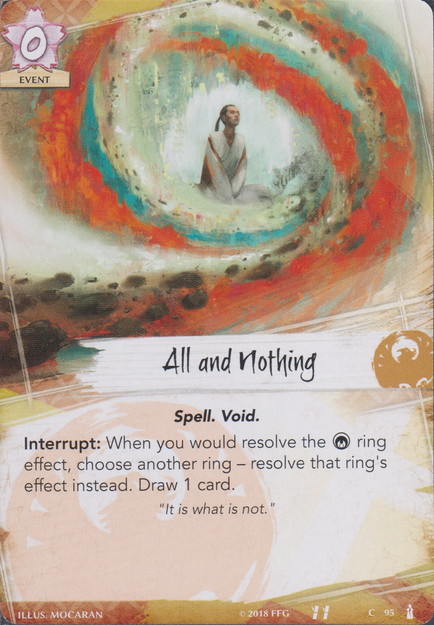 0
EVENT
All and Nothing
Spell. Void.
Interrupt: When you would resolve the ring
effect, choose another ring – resolve that ring's
effect instead. Draw 1 card.
"It is what is not."
ILLUS. MOCARAN
© 2018 FFG
C 95